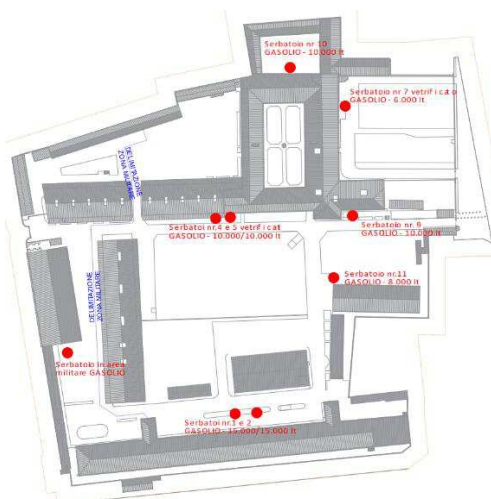 Serbatoio nr 10
GASOLIO - 10.000 lt
Serbatoio nr 7 vetrificato
GASOLIO - 6.000 lt
DELIMITAZIONE
ZONA MILITARE
Serbatoi nr.4 e 5 vetrificati
GASOLIO - 10.000/10.000 lt
Serbatoio nr. 9
GASOLIO - 10.000 lt
Serbatoio nr.11
GASOLIO - 8.000 lt
DELIMITAZIONE
ZONA MILITARE
Serbatoio in area
militare GASOLIO
Serbatoi nr.1 e 2
GASOLIO - 15.000/15.000 lt